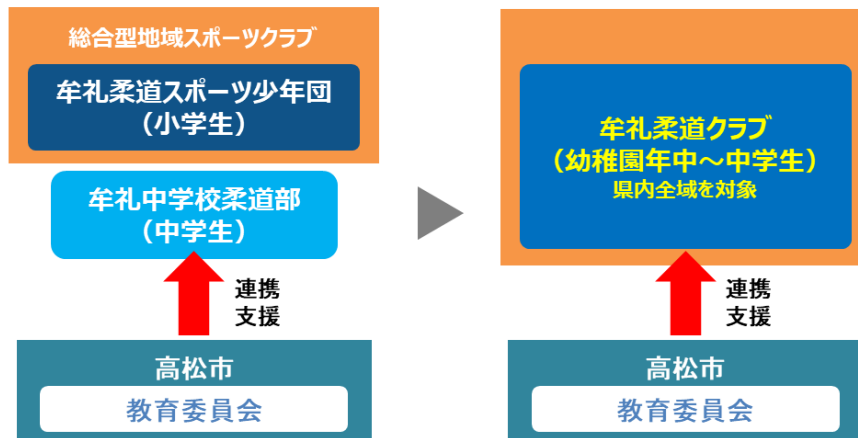 総合型地域スポーツクラブ
牟礼柔道スポーツ少年団
（小学生）
牟礼中学校柔道部
（中学生）
連携
支援
高松市
教育委員会
牟礼柔道クラブ
（幼稚園年中～中学生）
県内全域を対象
連携
支援
高松市
教育委員会